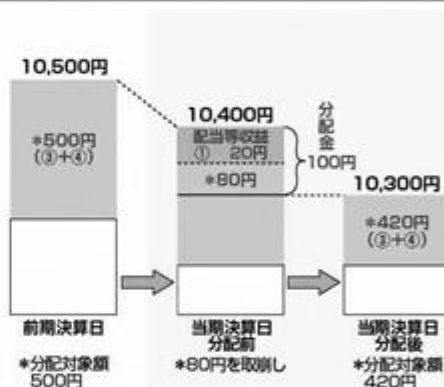 10,500円
*500円
(③+④)
前期決算日
*分配対象額
500円
10,400円
配当等収益
① 20円
*80円
分配金
100円
当期決算日
分配前
*80円を取崩し
10,300円
*420円
(③+④)
当期決算日
分配後
*分配対象額
420円